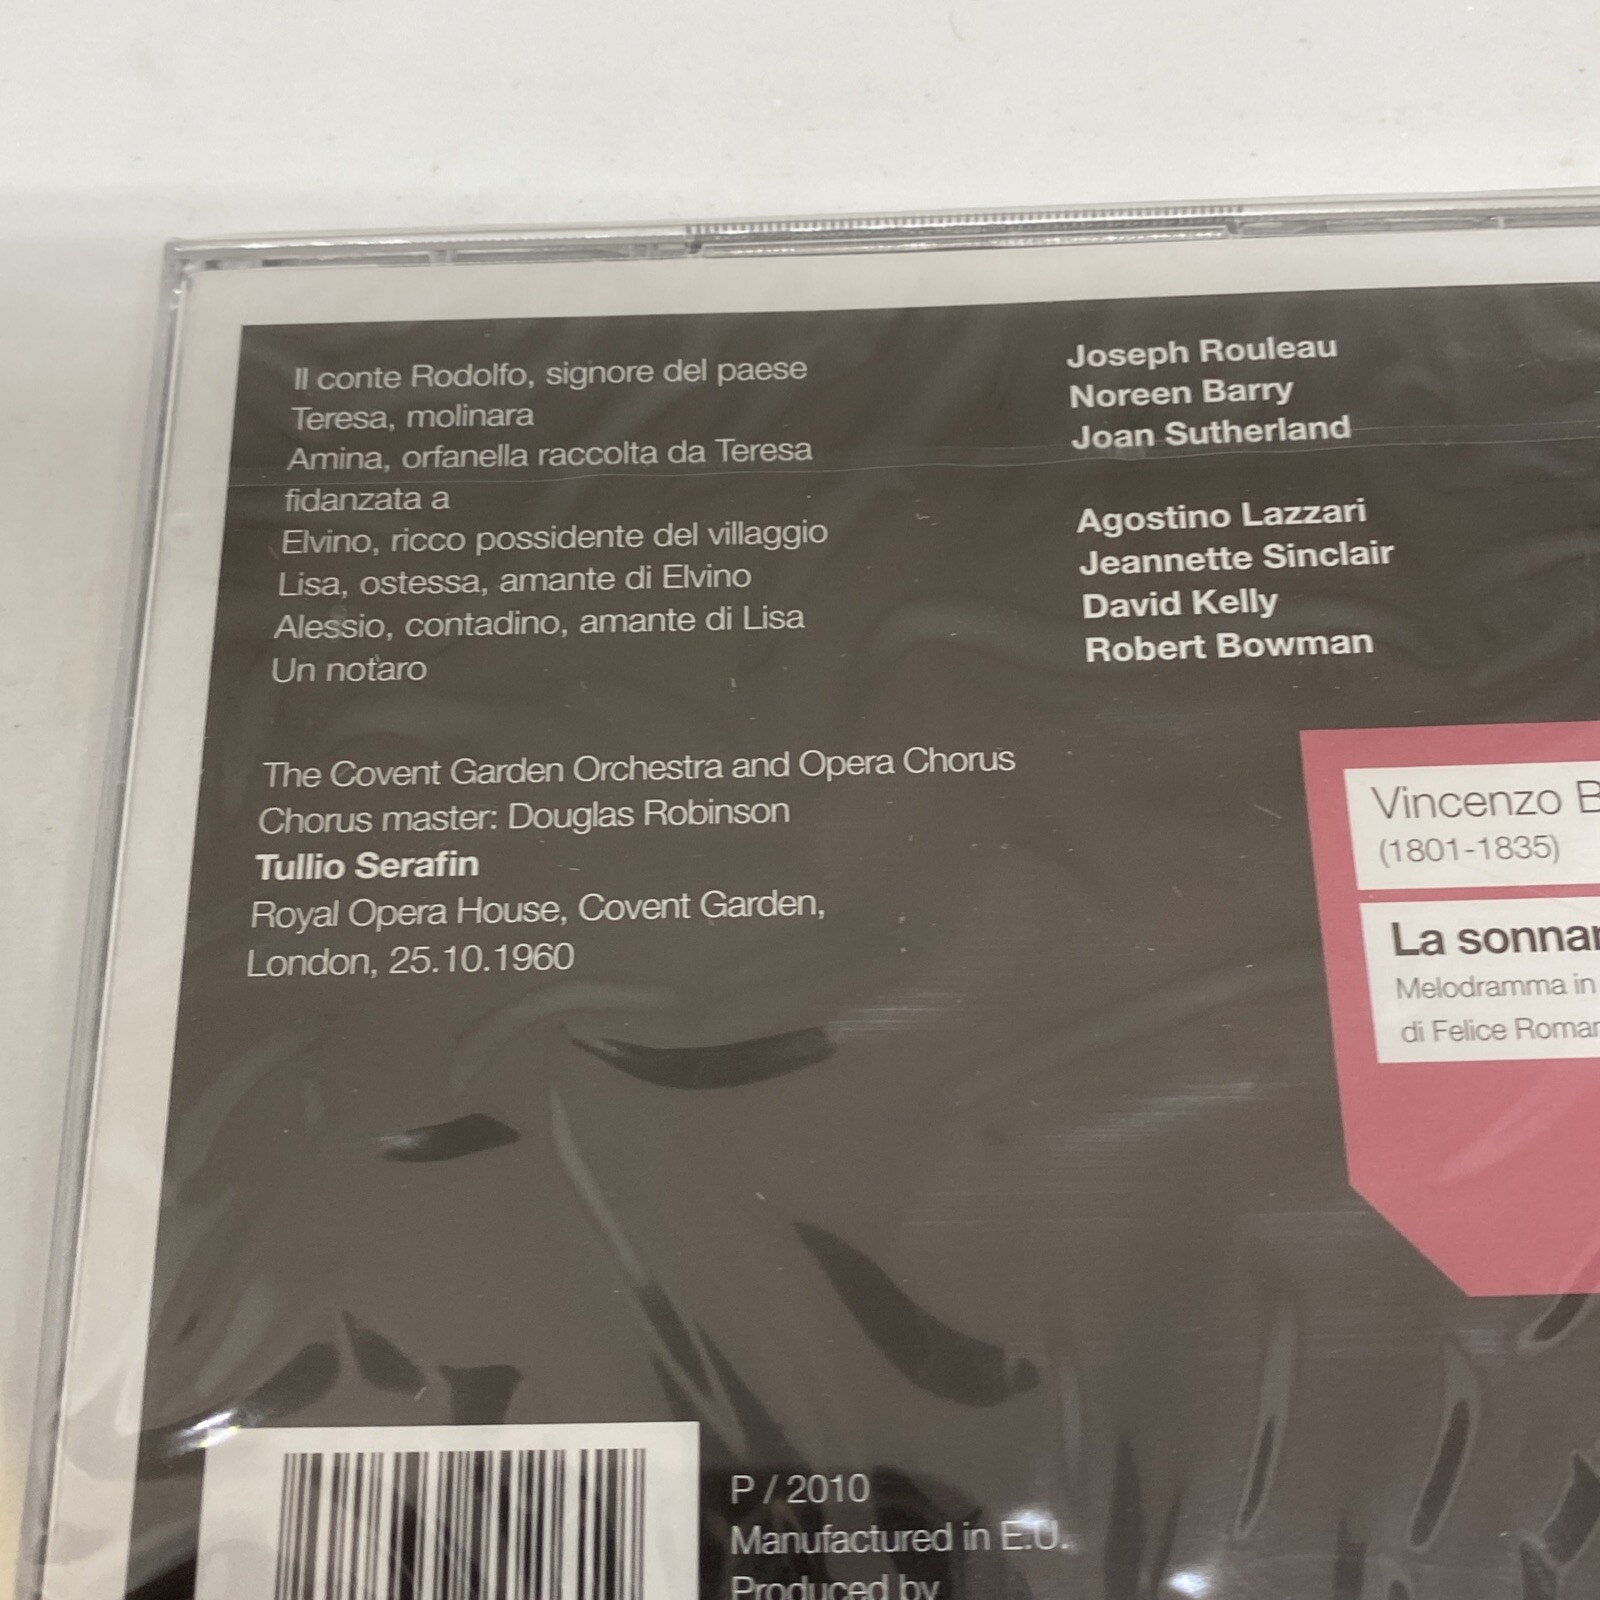 Il conte Rodolfo, signore del paese
Joseph Rouleau
Teresa, molinara
Noreen Barry
Amina, orfanella raccolta da Teresa
Joan Sutherland
fidanzata a
Elvino, ricco possidente del villaggio
Agostino Lazzari
Lisa, ostessa, amante di Elvino
Jeannette Sinclair
Alessio, contadino, amante di Lisa
David Kelly
Un notaro
Robert Bowman
The Covent Garden Orchestra and Opera Chorus
Chorus master: Douglas Robinson
Tullio Serafin
Royal Opera House, Covent Garden,
London, 25.10.1960
Vincenzo B
(1801-1835)
La sonnam
Melodramma in
di Felice Roman
P / 2010
Manufactured in E.U.
Produced by